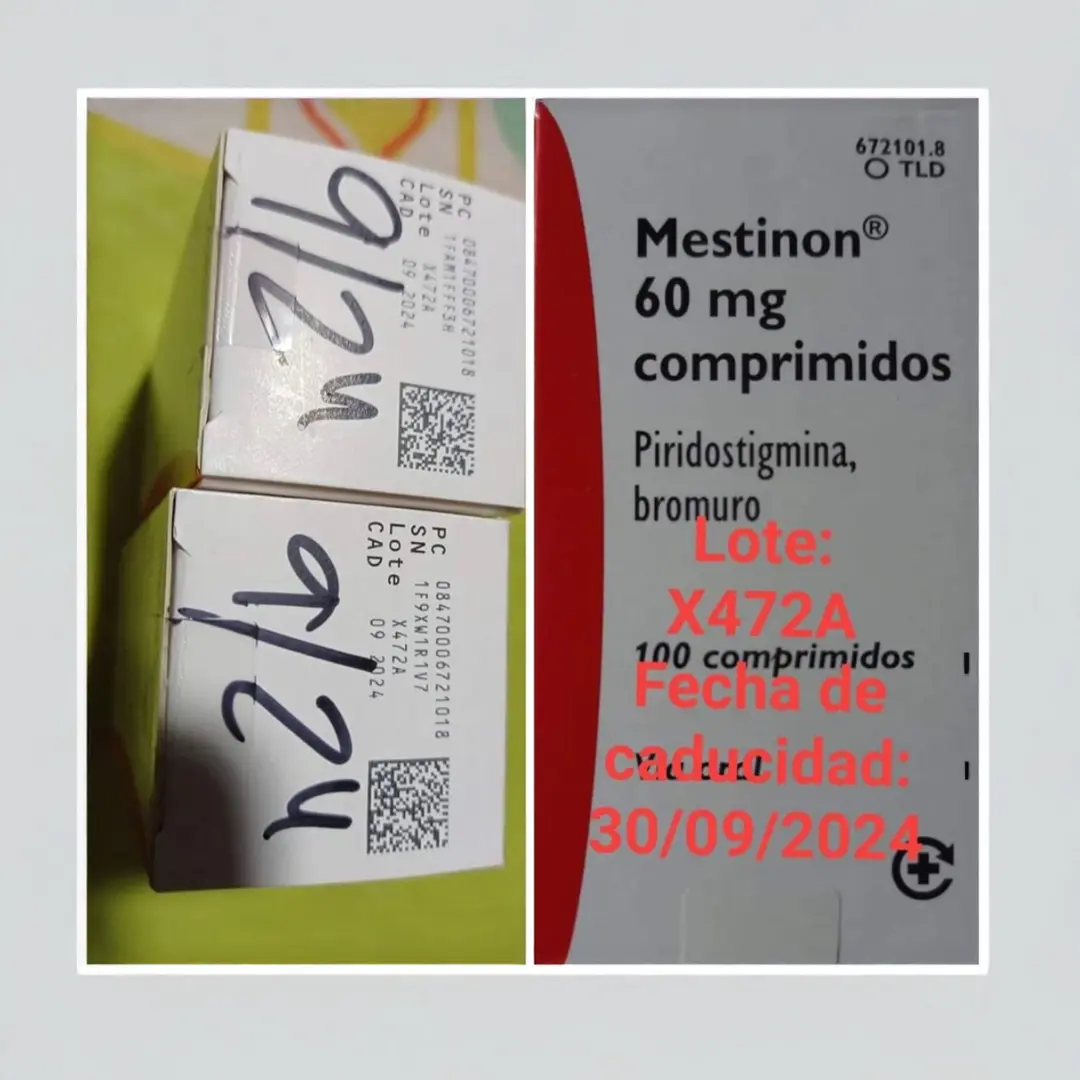 PC 08470006721018
SN
Lote X472A
CAD 09 2024
9/24
PC 08470006721018
SN 1F9XW1R1V7
Lote X472A
CAD 09 2024
9/24
672101.8
O TLD
Mestinon®
60 mg
comprimidos
Piridostigmina,
bromuro
Lote:
X472A
100 comprimidos
Fecha de
caducidad:
Vía oral
30/09/2024